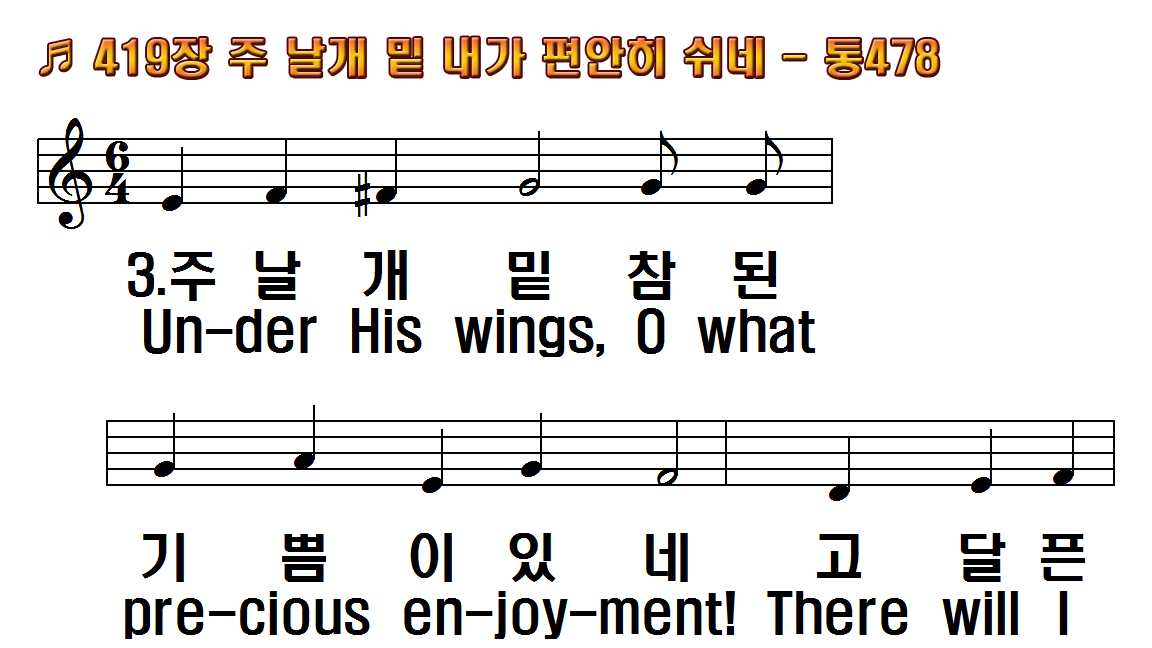 ♬ 419장 주 날개 밑 내가 편안히 쉬네 - 통478
6
4
3.주 날 개 밑 참 된
Un-der His wings, O what
기 쁨 이 있 네 고 달 픈
pre-cious en-joy-ment! There will I